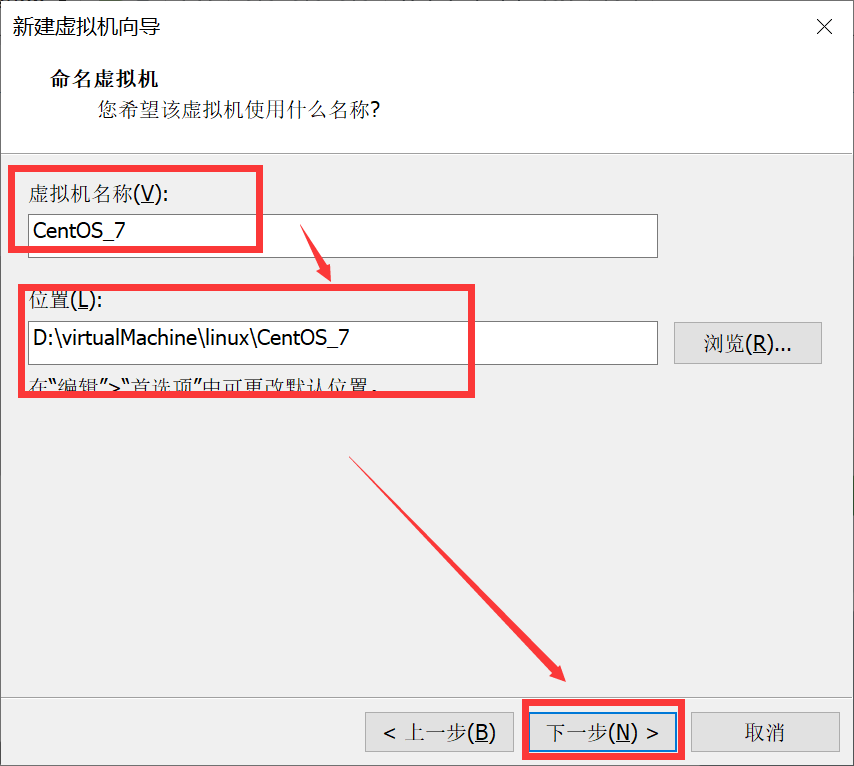 新建虚拟机向导
命名虚拟机
您希望该虚拟机使用什么名称?
虚拟机名称(V):
CentOS_7
位置(L):
D:\virtualMachine\linux\CentOS_7
浏览(R)...
在“编辑”>“首选项”中可更改默认位置。
< 上一步(B)
下一步(N) >
取消